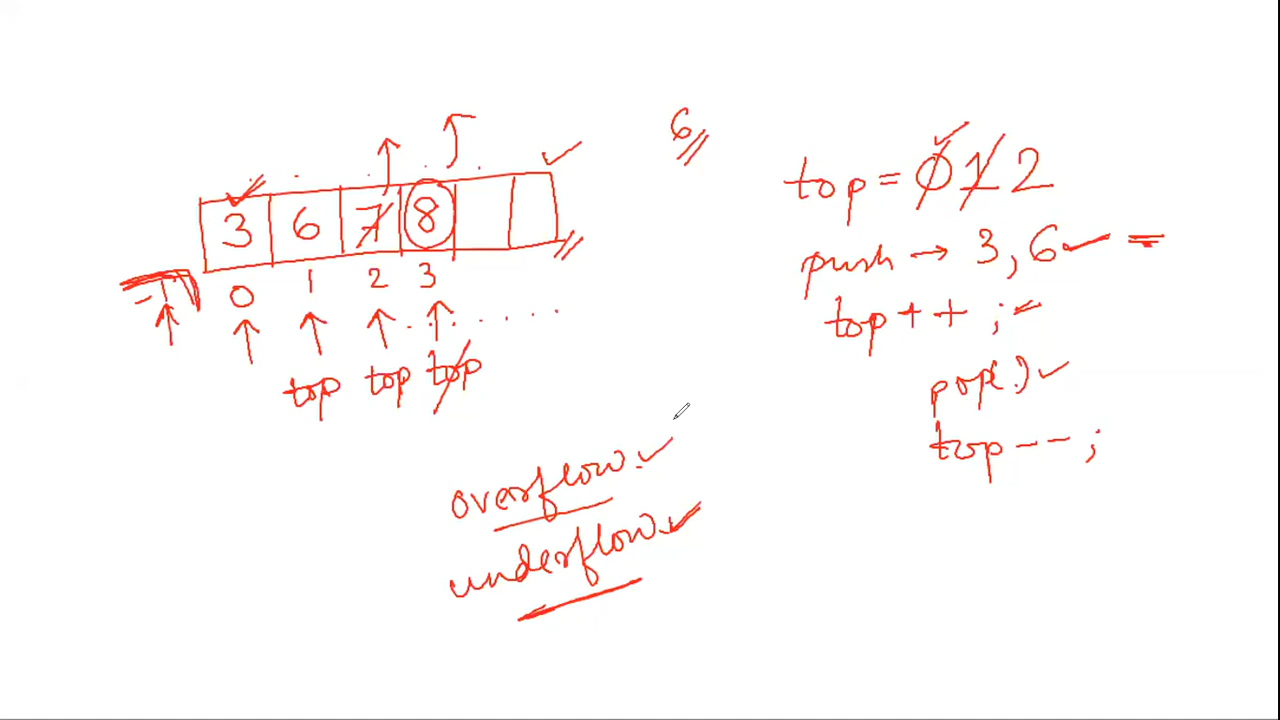 6
3 6 7 8
-1 0 1 2 3
top top top
overflow.
underflow.
top = 0 1 2
push → 3, 6
top + + ;
pop( )
top - - ;